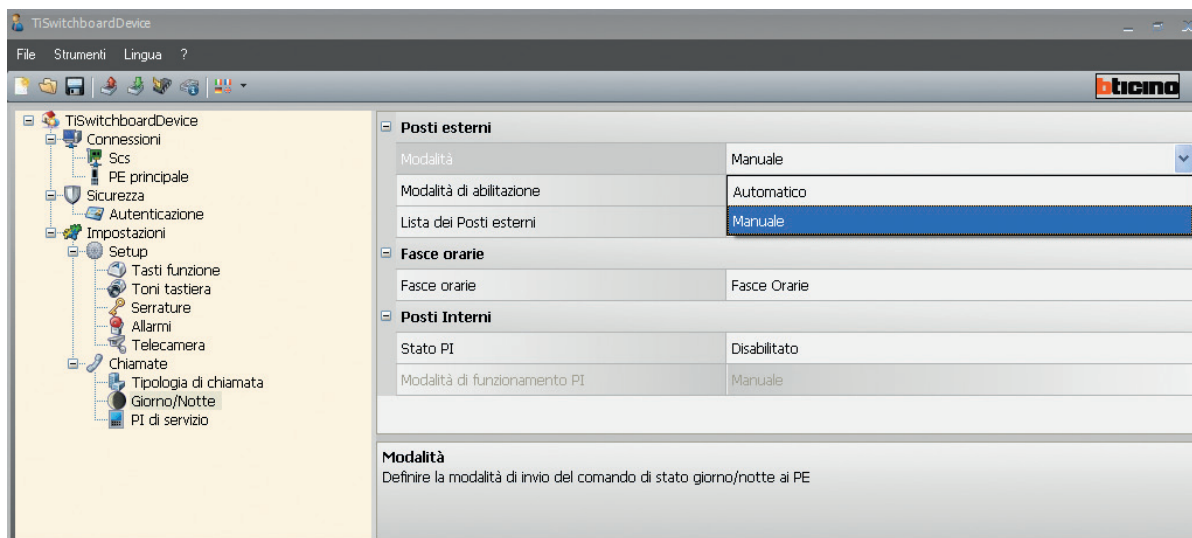 TiSwitchboardDevice
File Strumenti Lingua ?
bticino
TiSwitchboardDevice
Connessioni
Scs
PE principale
Sicurezza
Autenticazione
Impostazioni
Setup
Tasti funzione
Toni tastiera
Serrature
Allarmi
Telecamera
Chiamate
Tipologia di chiamata
Giorno/Notte
PI di servizio
Posti esterni
Modalità Manuale
Modalità di abilitazione Automatico
Lista dei Posti esterni Manuale
Fasce orarie
Fasce orarie Fasce Orarie
Posti Interni
Stato PI Disabilitato
Modalità di funzionamento PI Manuale
Modalità
Definire la modalità di invio del comando di stato giorno/notte ai PE